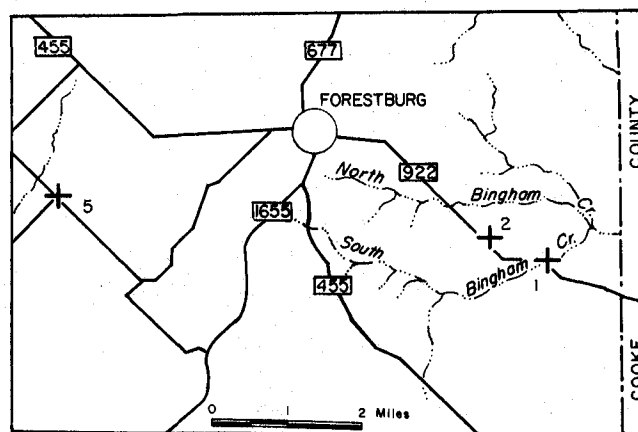 455
677
FORESTBURG
COUNTY
North
922
Bingham
Cr.
5
1655
2
South
Cr.
Bingham
1
455
COOKE
0 1 2 Miles